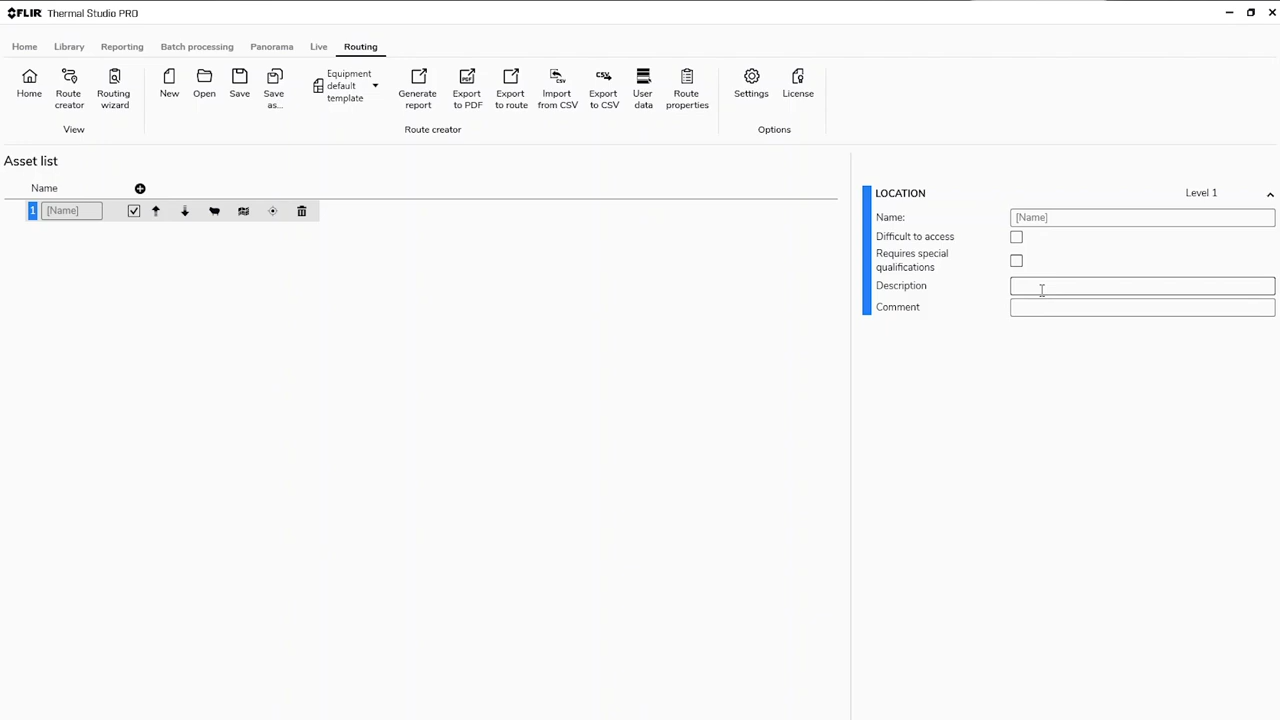 FLIR Thermal Studio PRO
Home Library Reporting Batch processing Panorama Live Routing
Home
Route creator
Routing wizard
View
New
Open
Save
Save as...
Equipment default template
Generate report
Export to PDF
Export to route
Import from CSV
Export to CSV
User data
Route properties
Route creator
Settings
License
Options
Asset list
Name
1 [Name]
LOCATION Level 1
Name: [Name]
Difficult to access
Requires special
qualifications
Description
Comment